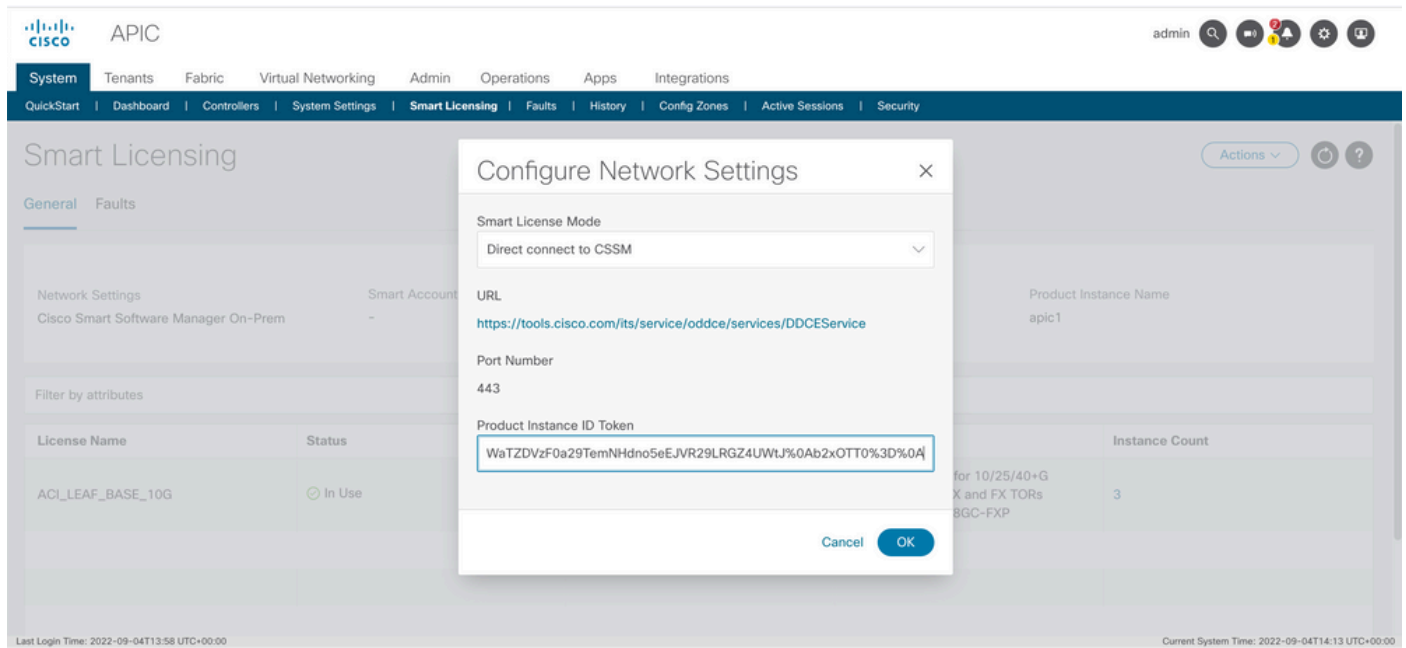 CISCO
APIC
admin
2
1
System Tenants Fabric Virtual Networking Admin Operations Apps Integrations
QuickStart | Dashboard | Controllers | System Settings | Smart Licensing | Faults | History | Config Zones | Active Sessions | Security
Smart Licensing
Actions
?
General Faults
Network Settings
Cisco Smart Software Manager On-Prem
Smart Account
-
Product Instance Name
apic1
Filter by attributes
License Name Status Instance Count
ACI_LEAF_BASE_10G In Use
for 10/25/40+G
X and FX TORs
8GC-FXP
3
Configure Network Settings
Smart License Mode
Direct connect to CSSM
URL
https://tools.cisco.com/its/service/oddce/services/DDCEService
Port Number
443
Product Instance ID Token
WaTZDVzF0a29TemNHdno5eEJVR29LRGZ4UWtJ%0Ab2xOTT0%3D%0A
Cancel OK
Last Login Time: 2022-09-04T13:58 UTC+00:00
Current System Time: 2022-09-04T14:13 UTC+00:00